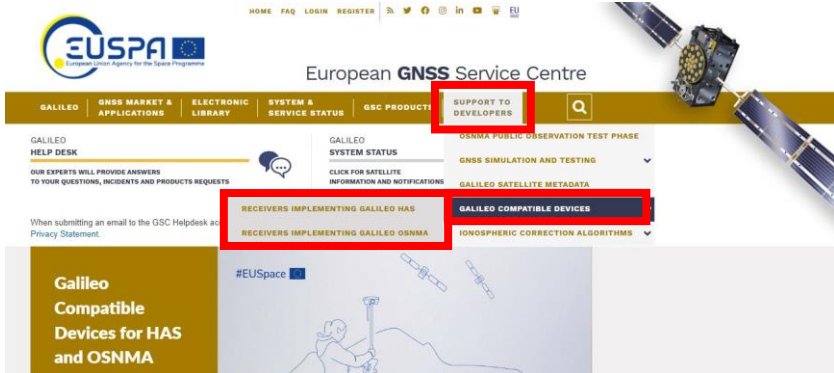 HOME FAQ LOGIN REGISTER EU
EUSPA
European Union Agency for the Space Programme
European GNSS Service Centre
GALILEO
GNSS MARKET &
APPLICATIONS
ELECTRONIC
LIBRARY
SYSTEM &
SERVICE STATUS
GSC PRODUCTS
SUPPORT TO
DEVELOPERS
GALILEO
HELP DESK
OUR EXPERTS WILL PROVIDE ANSWERS
TO YOUR QUESTIONS, INCIDENTS AND PRODUCTS REQUESTS
GALILEO
SYSTEM STATUS
CLICK FOR SATELLITE
INFORMATION AND NOTIFICATIONS
OSNMA PUBLIC OBSERVATION TEST PHASE
GNSS SIMULATION AND TESTING
GALILEO SATELLITE METADATA
GALILEO COMPATIBLE DEVICES
IONOSPHERIC CORRECTION ALGORITHMS
RECEIVERS IMPLEMENTING GALILEO HAS
RECEIVERS IMPLEMENTING GALILEO OSNMA
When submitting an email to the GSC Helpdesk
Privacy Statement.
Galileo
Compatible
Devices for HAS
and OSNMA
#EUSpace